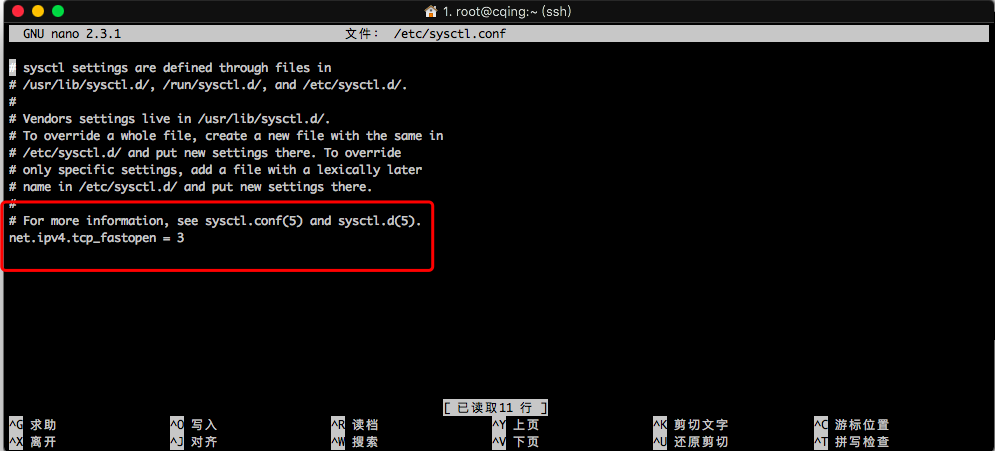 1. root@cqing:~ (ssh)
GNU nano 2.3.1 文件： /etc/sysctl.conf
# sysctl settings are defined through files in
# /usr/lib/sysctl.d/, /run/sysctl.d/, and /etc/sysctl.d/.
#
# Vendors settings live in /usr/lib/sysctl.d/.
# To override a whole file, create a new file with the same in
# /etc/sysctl.d/ and put new settings there. To override
# only specific settings, add a file with a lexically later
# name in /etc/sysctl.d/ and put new settings there.
#
# For more information, see sysctl.conf(5) and sysctl.d(5).
net.ipv4.tcp_fastopen = 3
[ 已读取11 行 ]
^G 求助 ^O 写入 ^R 读档 ^Y 上页 ^K 剪切文字 ^C 游标位置
^X 离开 ^J 对齐 ^W 搜索 ^V 下页 ^U 还原剪切 ^T 拼写检查